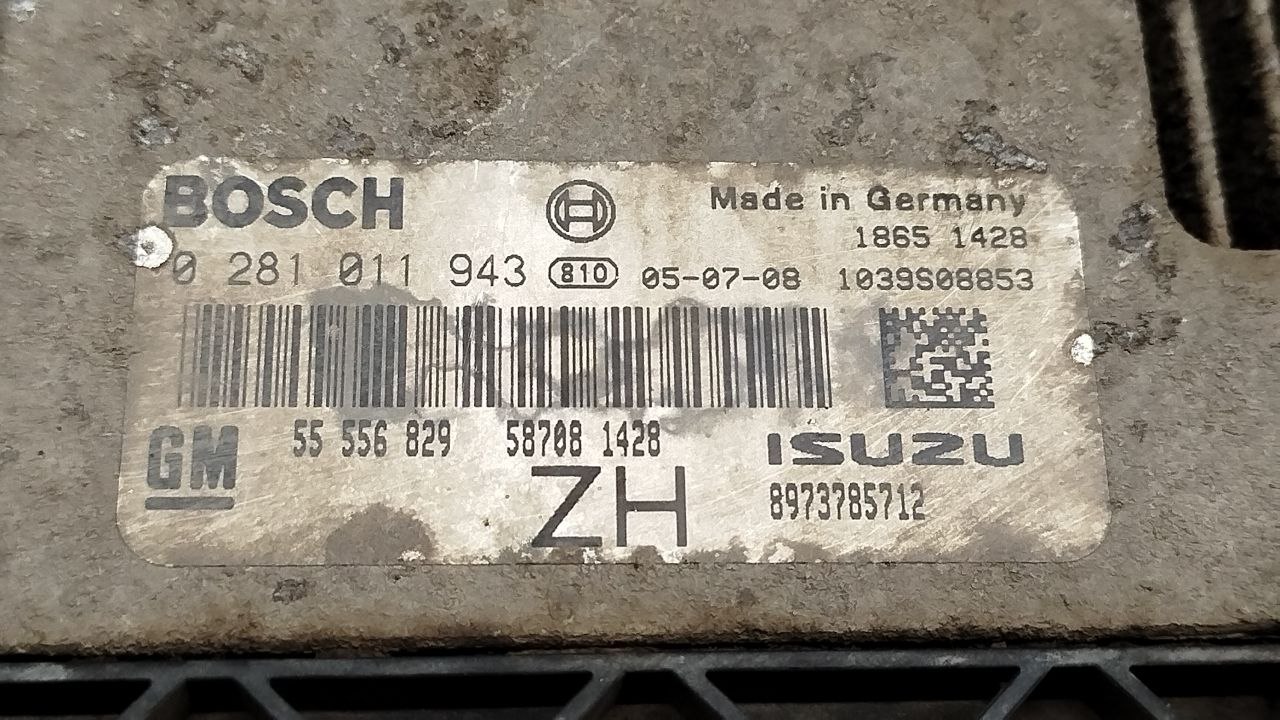 BOSCH
Made in Germany
1865 1428
0 281 011 943 810 05-07-08 1039S08853
GM 55 556 829 58708 1428 ISUZU
ZH 8973785712